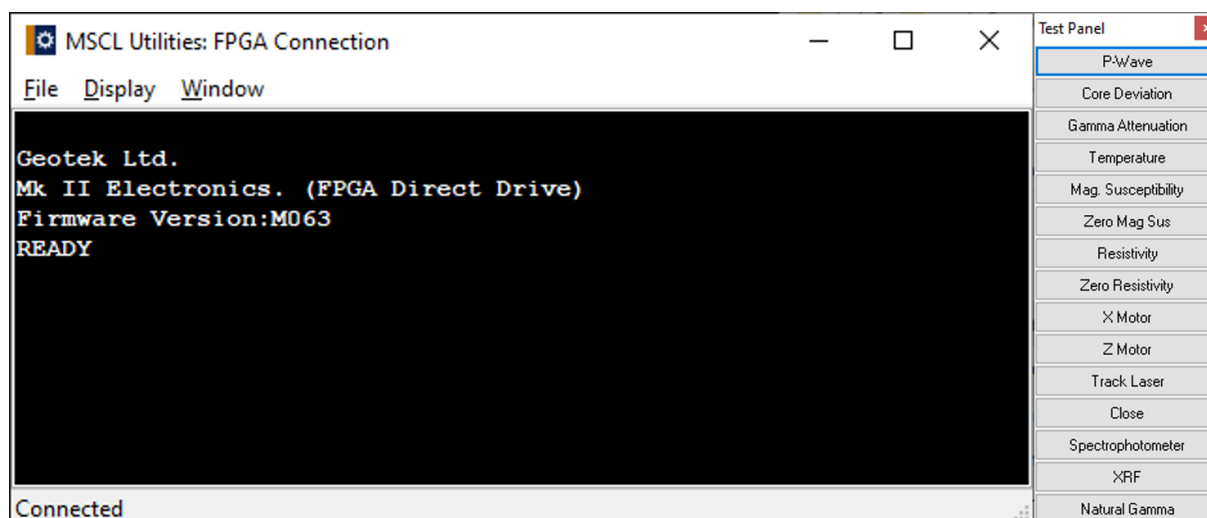 MSCL Utilities: FPGA Connection
File Display Window
Geotek Ltd.
Mk II Electronics. (FPGA Direct Drive)
Firmware Version:M063
READY
Connected
Test Panel
P-Wave
Core Deviation
Gamma Attenuation
Temperature
Mag. Susceptibility
Zero Mag Sus
Resistivity
Zero Resistivity
X Motor
Z Motor
Track Laser
Close
Spectrophotometer
XRF
Natural Gamma